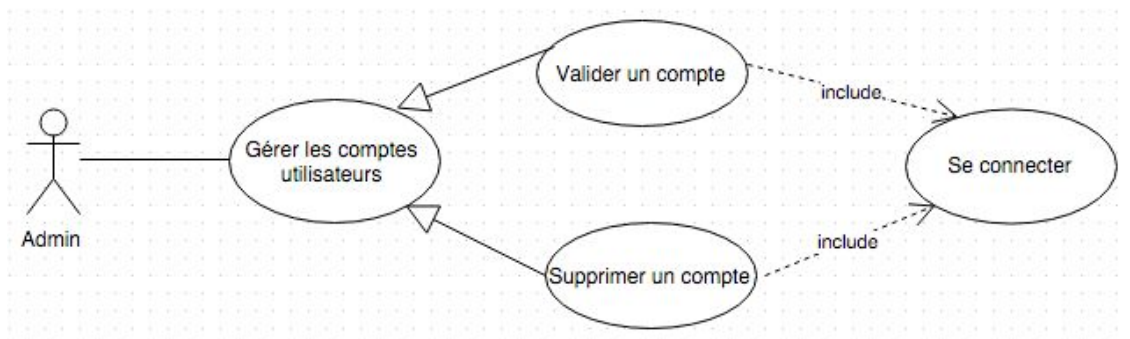 Valider un compte
include
Gérer les comptes
utilisateurs
Se connecter
Admin
include
Supprimer un compte